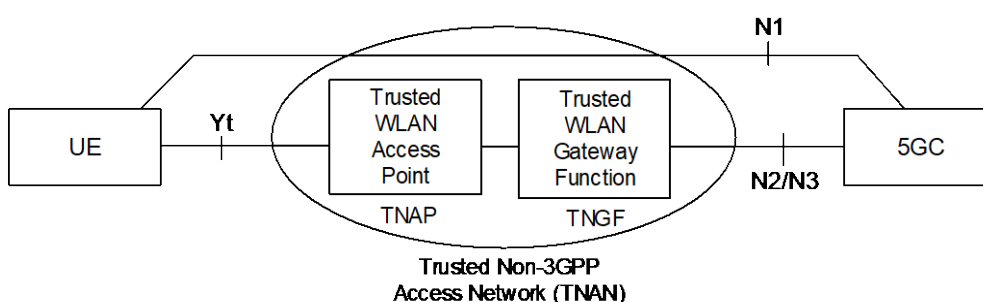 N1
UE
Yt
Trusted
WLAN
Access
Point
TNAP
Trusted
WLAN
Gateway
Function
TNGF
N2/N3
5GC
Trusted Non-3GPP
Access Network (TNAN)